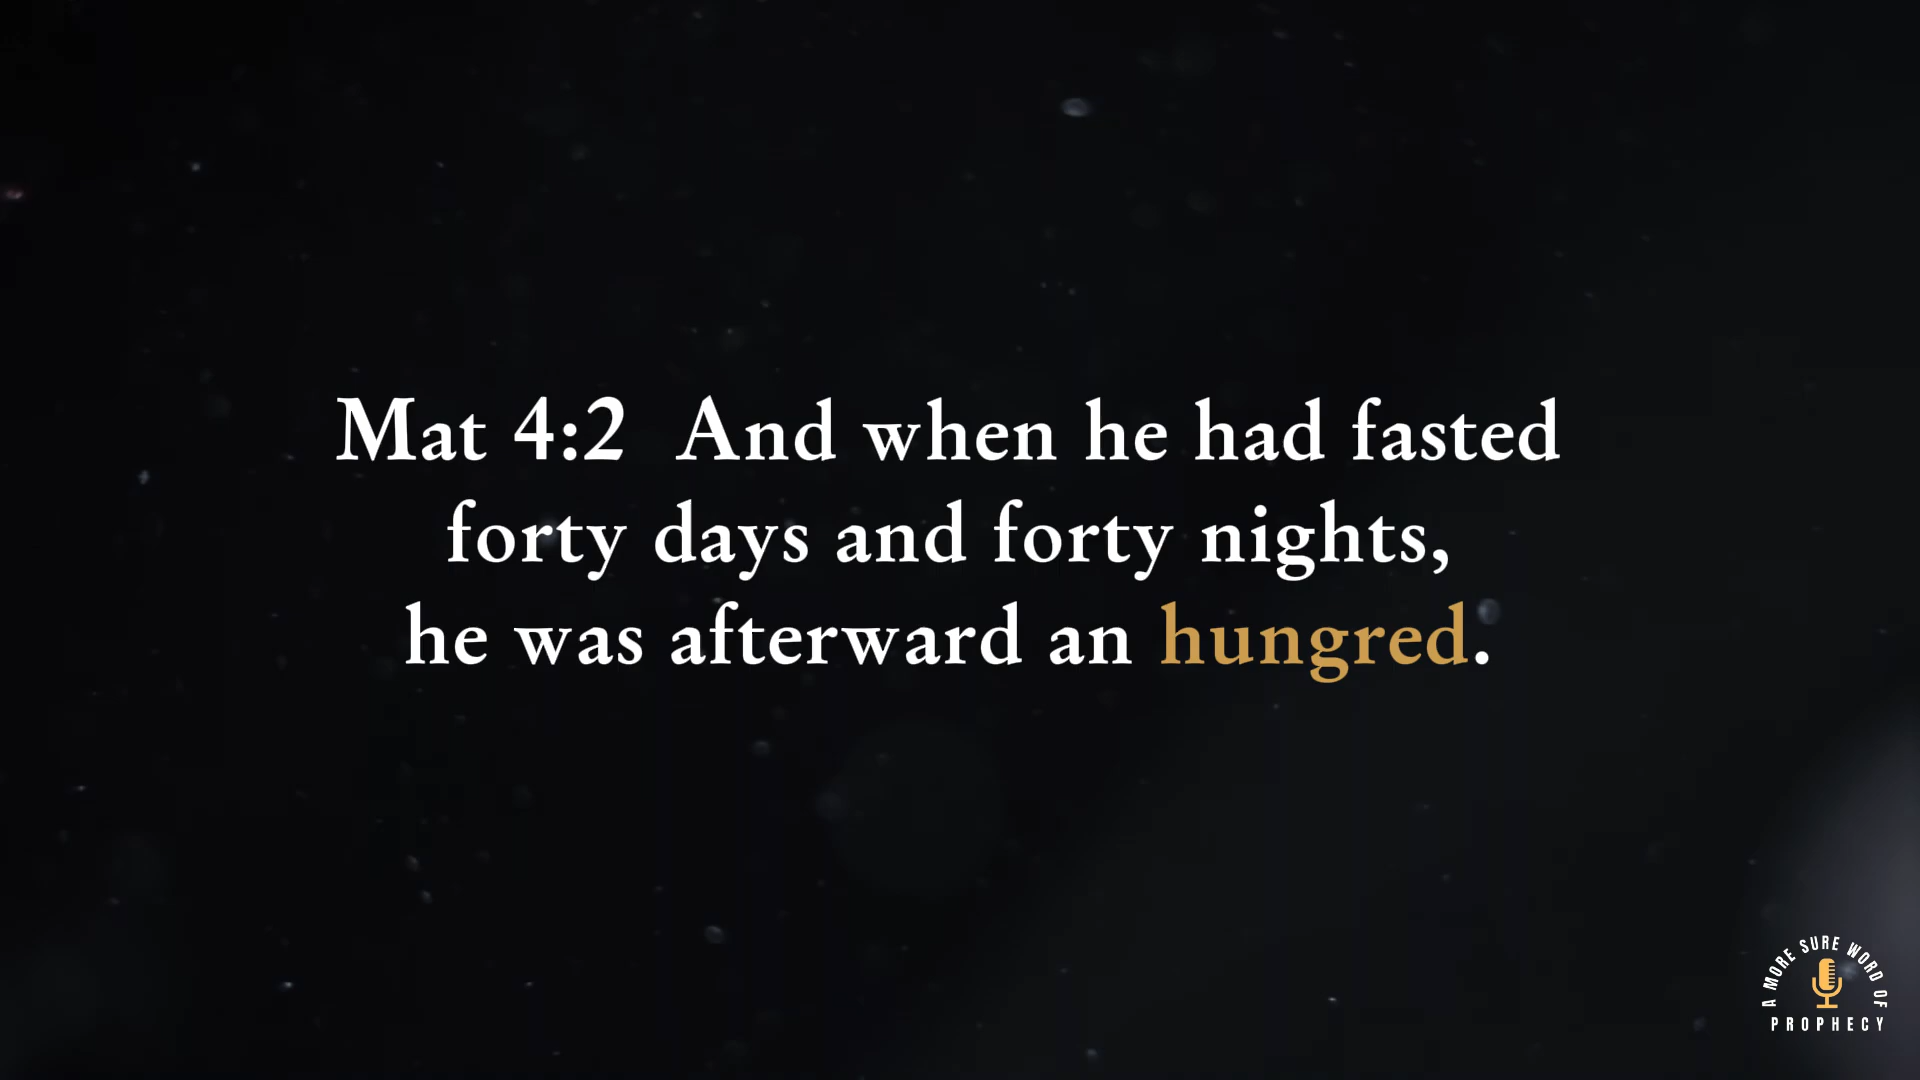 Mat 4:2  And when he had fasted
forty days and forty nights,
he was afterward an hungred.
A MORE SURE WORD OF
PROPHECY